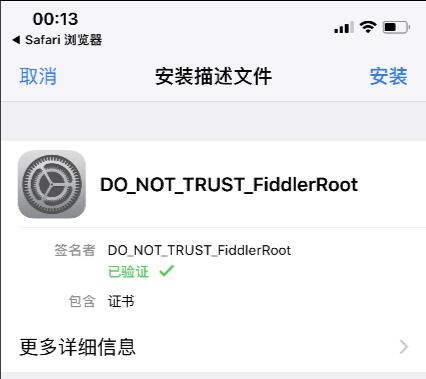 00:13
Safari 浏览器
取消 安装描述文件 安装
DO_NOT_TRUST_FiddlerRoot
签名者 DO_NOT_TRUST_FiddlerRoot
已验证
包含 证书
更多详细信息